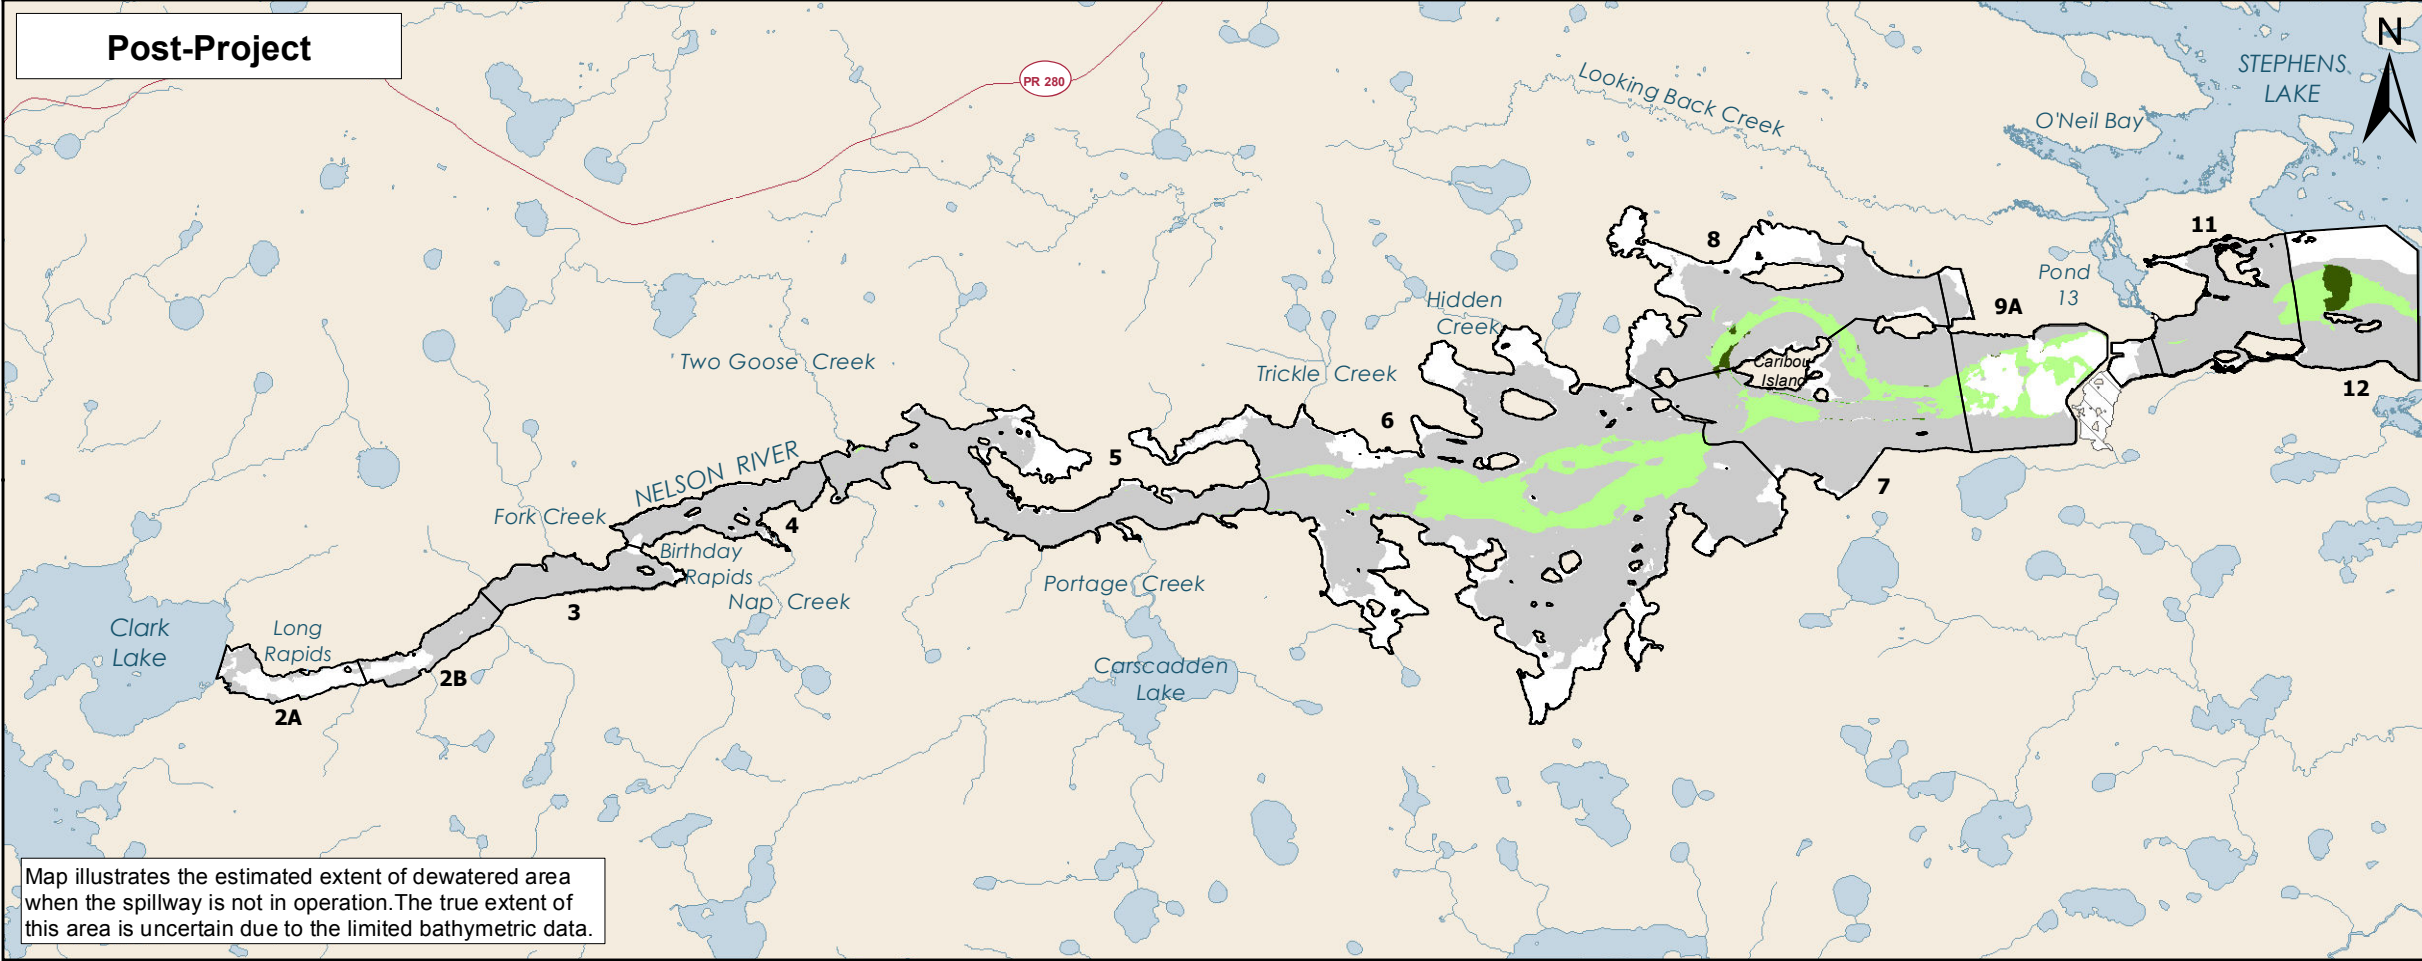 Post-Project
N
PR 280
STEPHENS
LAKE
Looking Back Creek
O'Neil Bay
11
8
Pond
13
9A
Hidden
Creek
Two Goose Creek
Trickle Creek
Caribou
Island
12
6
5
NELSON RIVER
7
Fork Creek
4
Birthday
Rapids
Portage Creek
Nap Creek
3
Clark
Lake
Long
Rapids
2B
Carscadden
Lake
2A
Map illustrates the estimated extent of dewatered area
when the spillway is not in operation.The true extent of
this area is uncertain due to the limited bathymetric data.